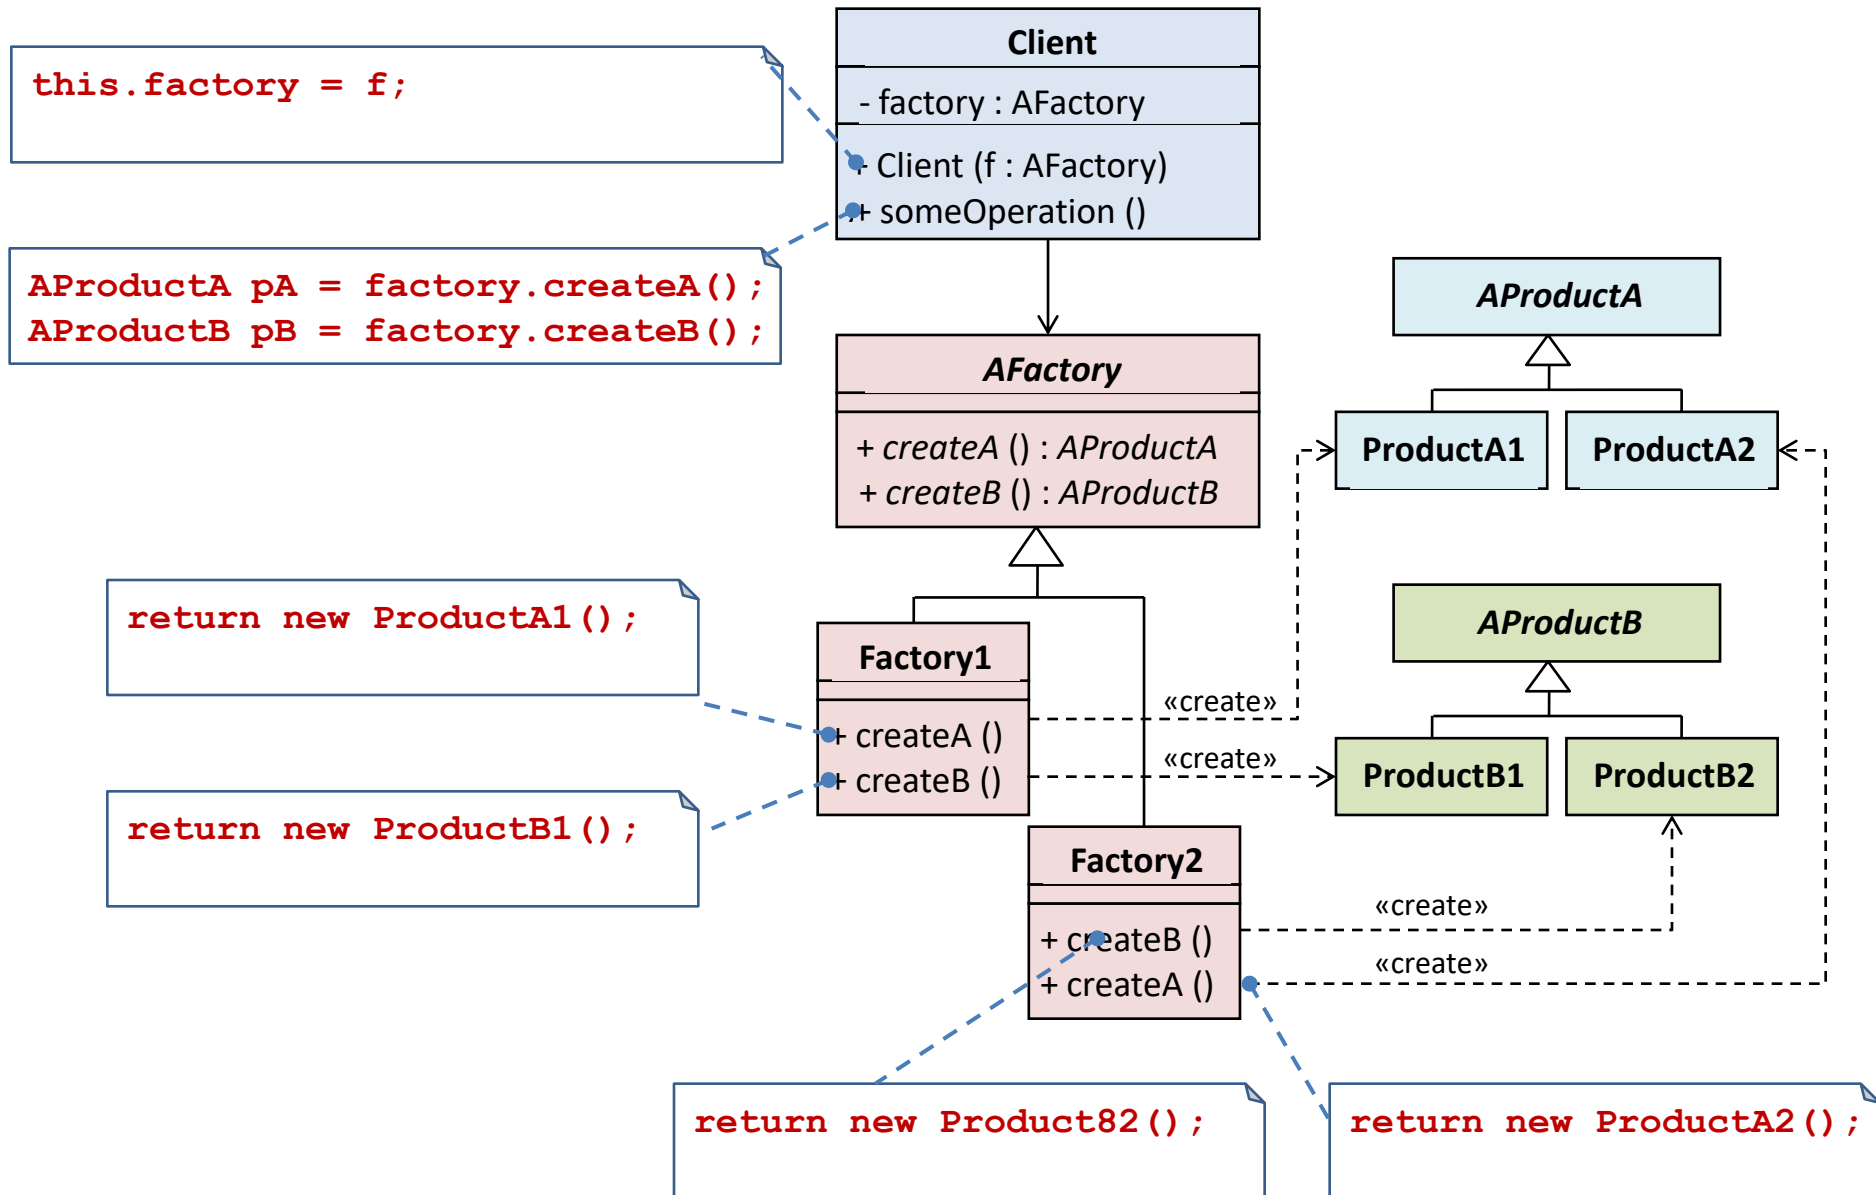 Client
- factory : AFactory
+ Client (f : AFactory)
+ someOperation ()
this.factory = f;
AProductA pA = factory.createA();
AProductB pB = factory.createB();
AFactory
+ createA () : AProductA
+ createB () : AProductB
AProductA
ProductA1
ProductA2
AProductB
ProductB1
ProductB2
return new ProductA1();
return new ProductB1();
Factory1
+ createA ()
+ createB ()
«create»
«create»
Factory2
+ createB ()
+ createA ()
«create»
«create»
return new Product82();
return new ProductA2();